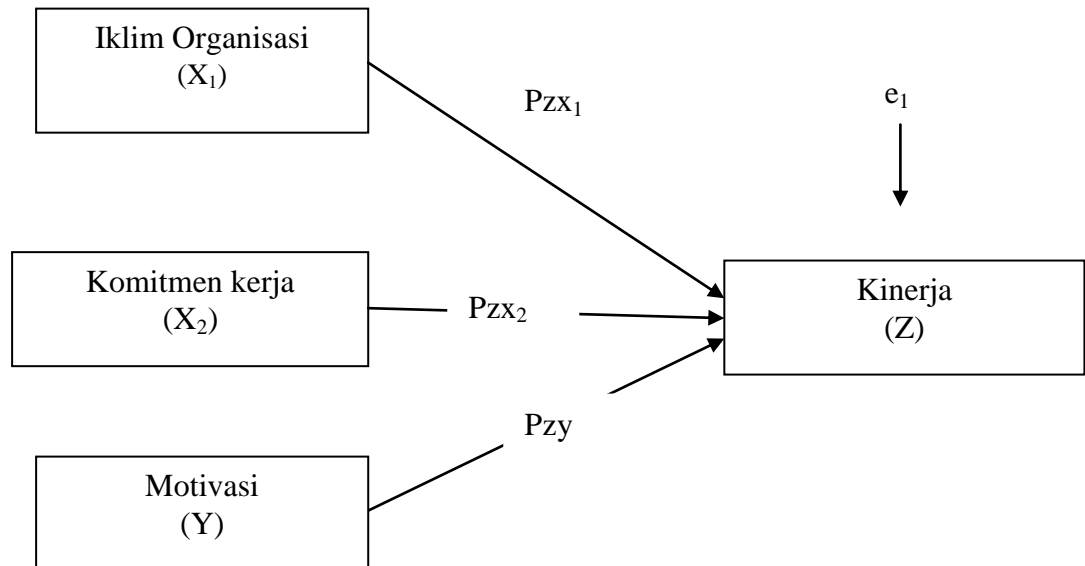 Iklim Organisasi
(X₁)
Pzx₁
e₁
Komitmen kerja
(X₂)
Pzx₂
Kinerja
(Z)
Pzy
Motivasi
(Y)